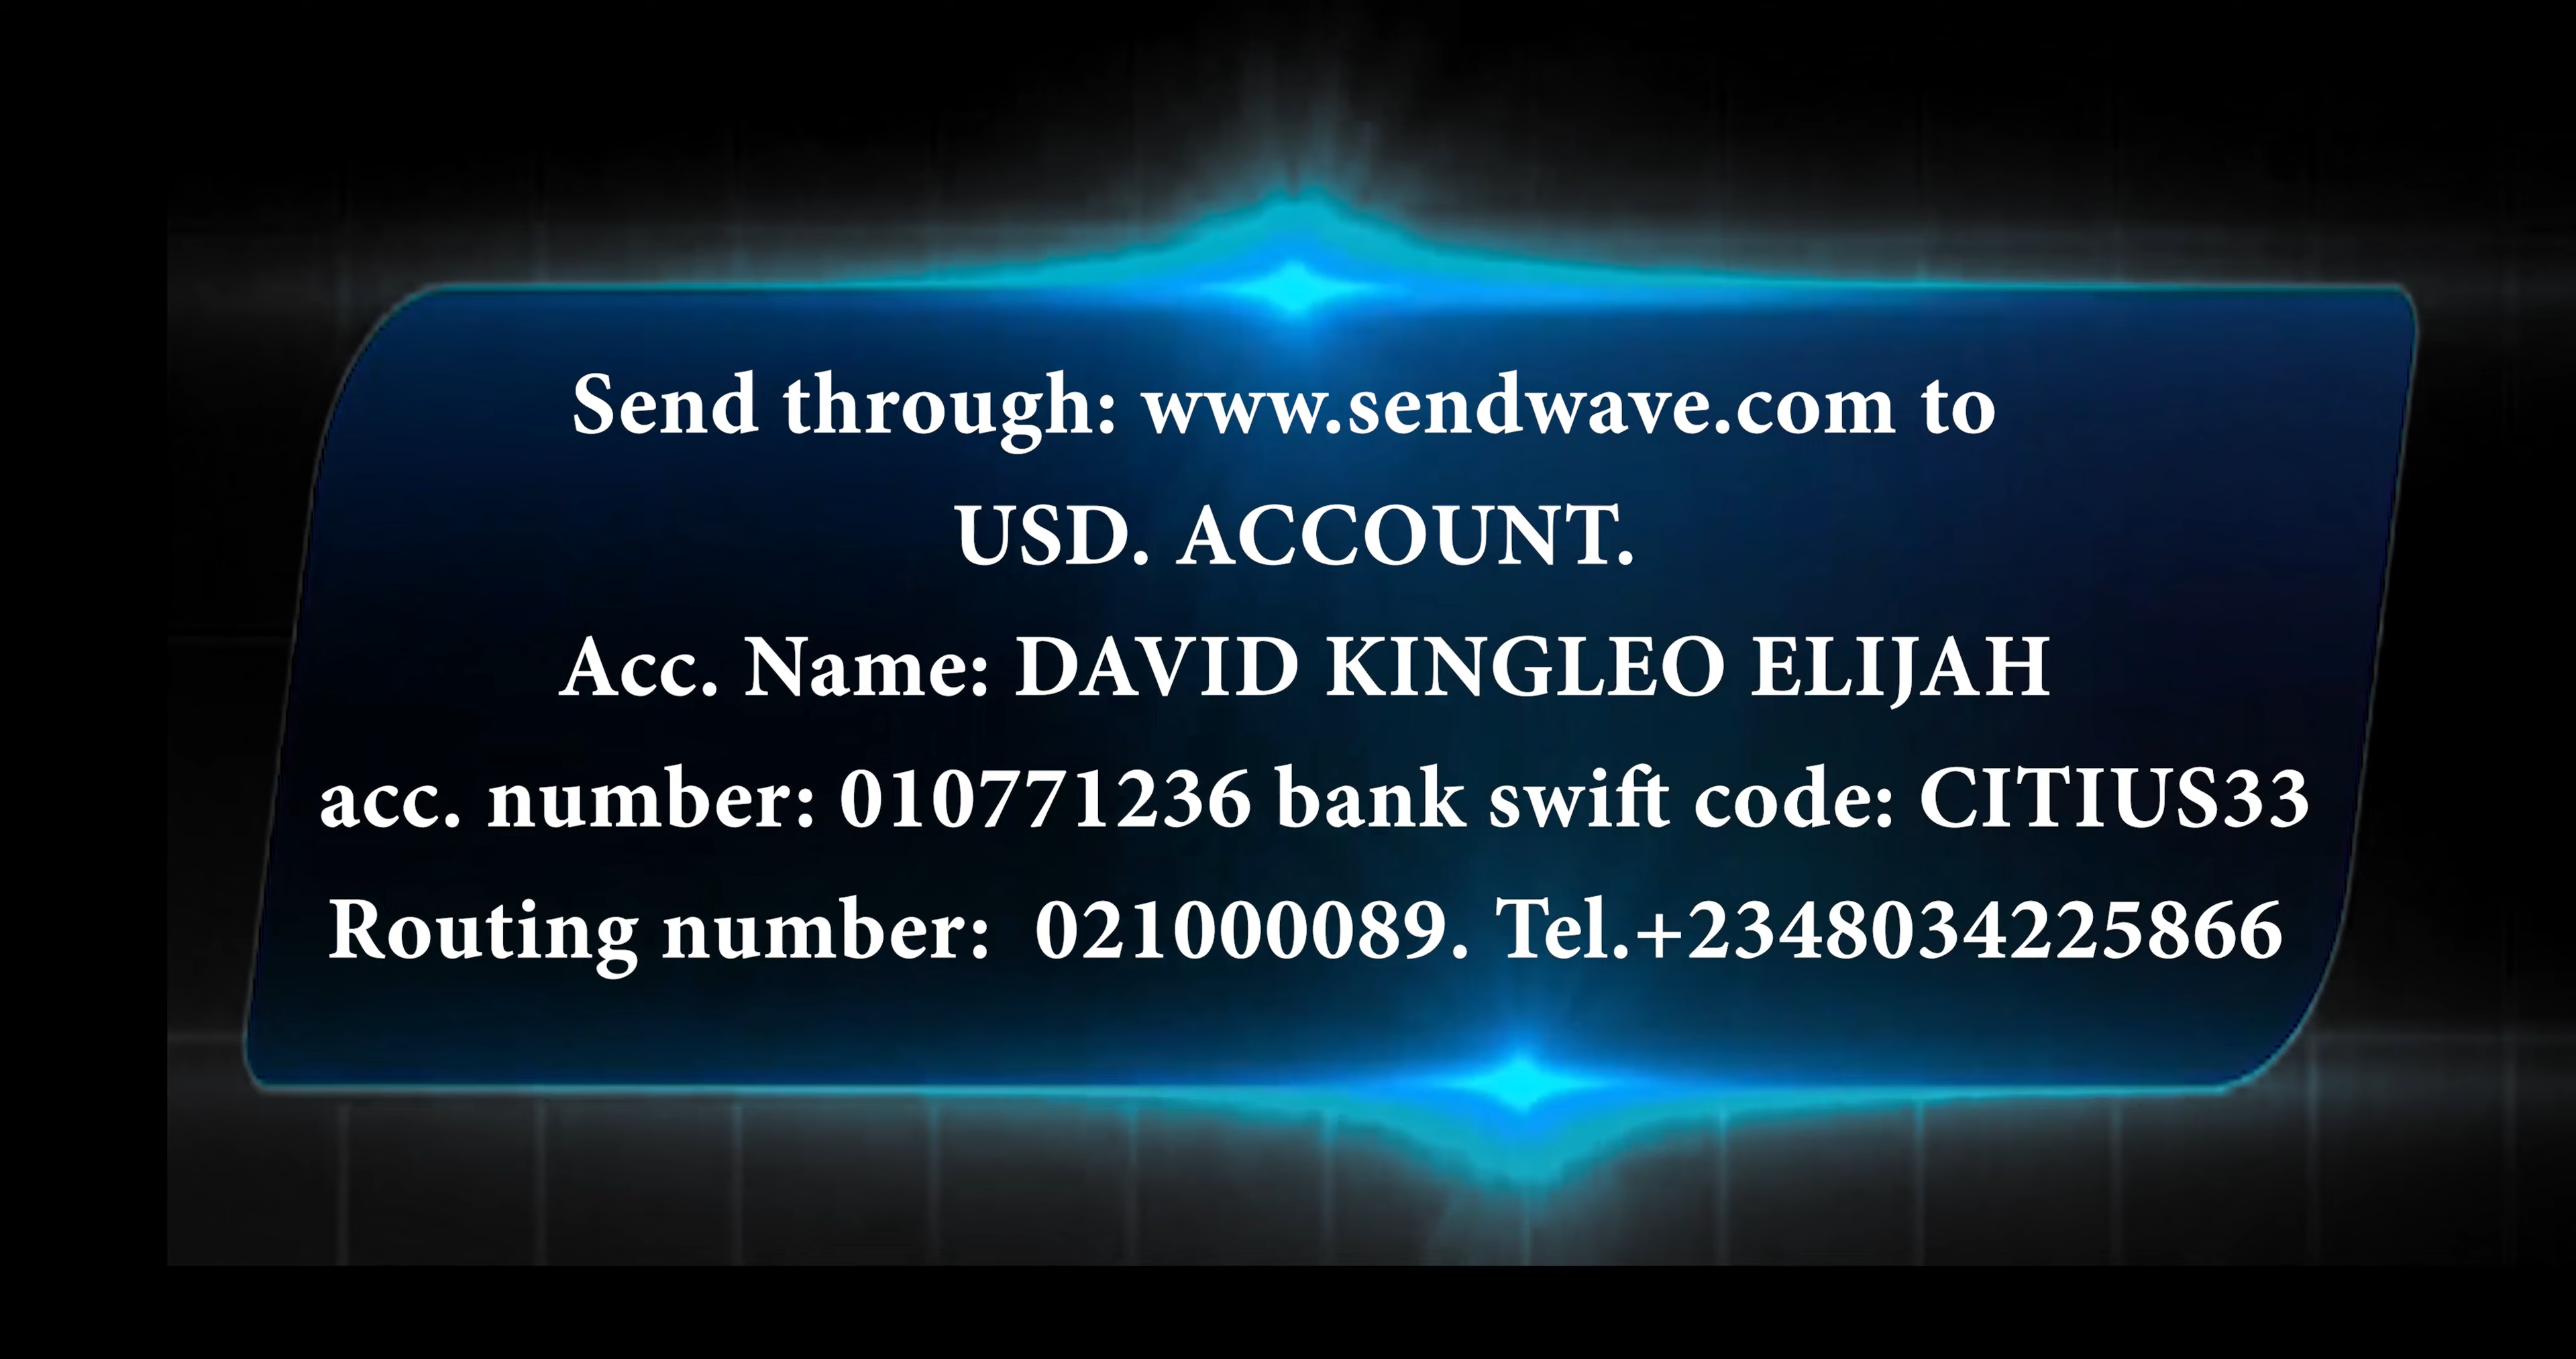 Send through: www.sendwave.com to
USD. ACCOUNT.
Acc. Name: DAVID KINGLEO ELIJAH
acc. number: 010771236 bank swift code: CITIUS33
Routing number: 021000089. Tel.+2348034225866